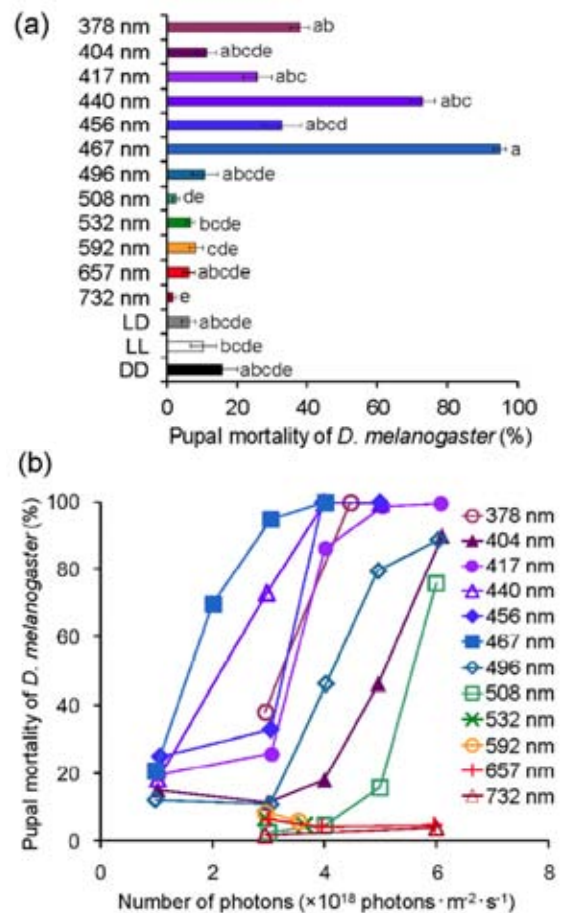 (a)
378 nm ab
404 nm abcde
417 nm abc
440 nm abc
456 nm abcd
467 nm a
496 nm abcde
508 nm de
532 nm bcde
592 nm cde
657 nm abcde
732 nm e
LD abcde
LL bcde
DD abcde
0 20 40 60 80 100
Pupal mortality of D. melanogaster (%)
(b)
Pupal mortality of D. melanogaster (%)
100
80
60
40
20
0
378 nm
404 nm
417 nm
440 nm
456 nm
467 nm
496 nm
508 nm
532 nm
592 nm
657 nm
732 nm
0 2 4 6 8
Number of photons (×10¹⁸ photons·m⁻²·s⁻¹)